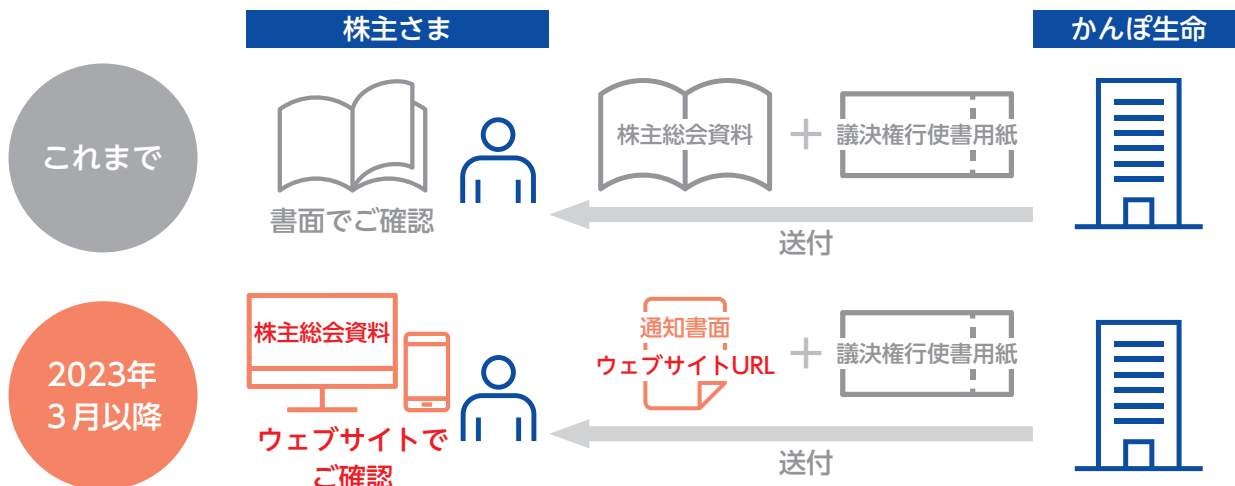 株主さま
かんぽ生命
これまで
書面でご確認
株主総会資料
＋
議決権行使書用紙
送付
2023年
３月以降
株主総会資料
ウェブサイトで
ご確認
通知書面
ウェブサイトURL
＋
議決権行使書用紙
送付